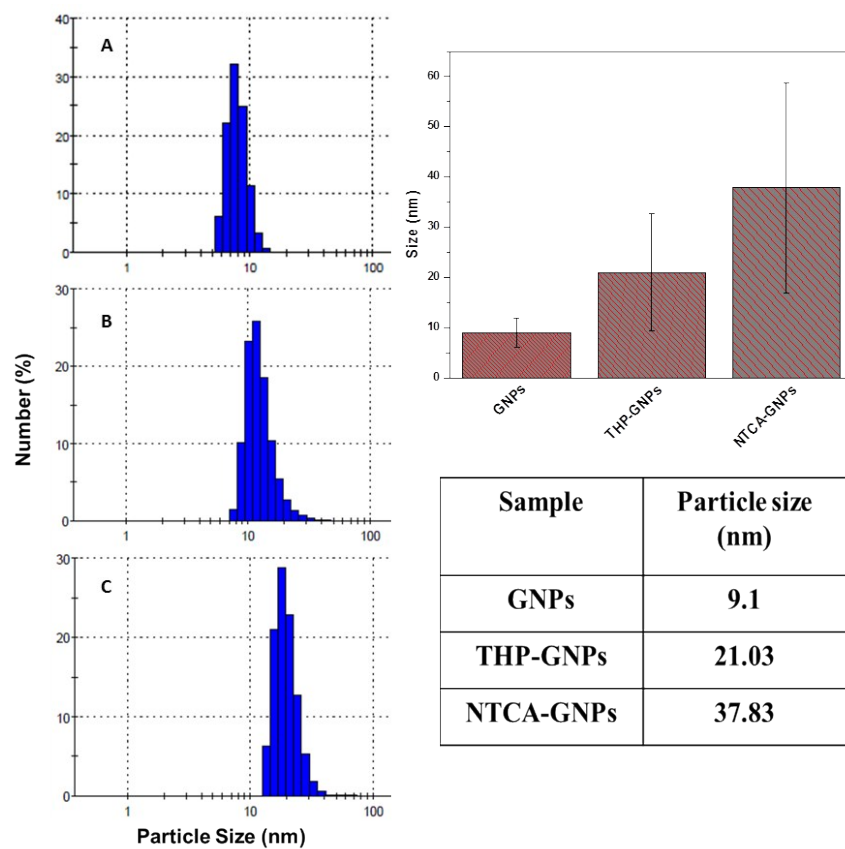 A
40
30
20
10
0
1 10 100
B
30
20
10
0
1 10 100
C
30
20
10
0
1 10 100
Number (%)
Particle Size (nm)
60
50
40
30
20
10
0
Size (nm)
GNPs
THP-GNPs
NTCA-GNPs
Sample Particle size
(nm)
GNPs 9.1
THP-GNPs 21.03
NTCA-GNPs 37.83